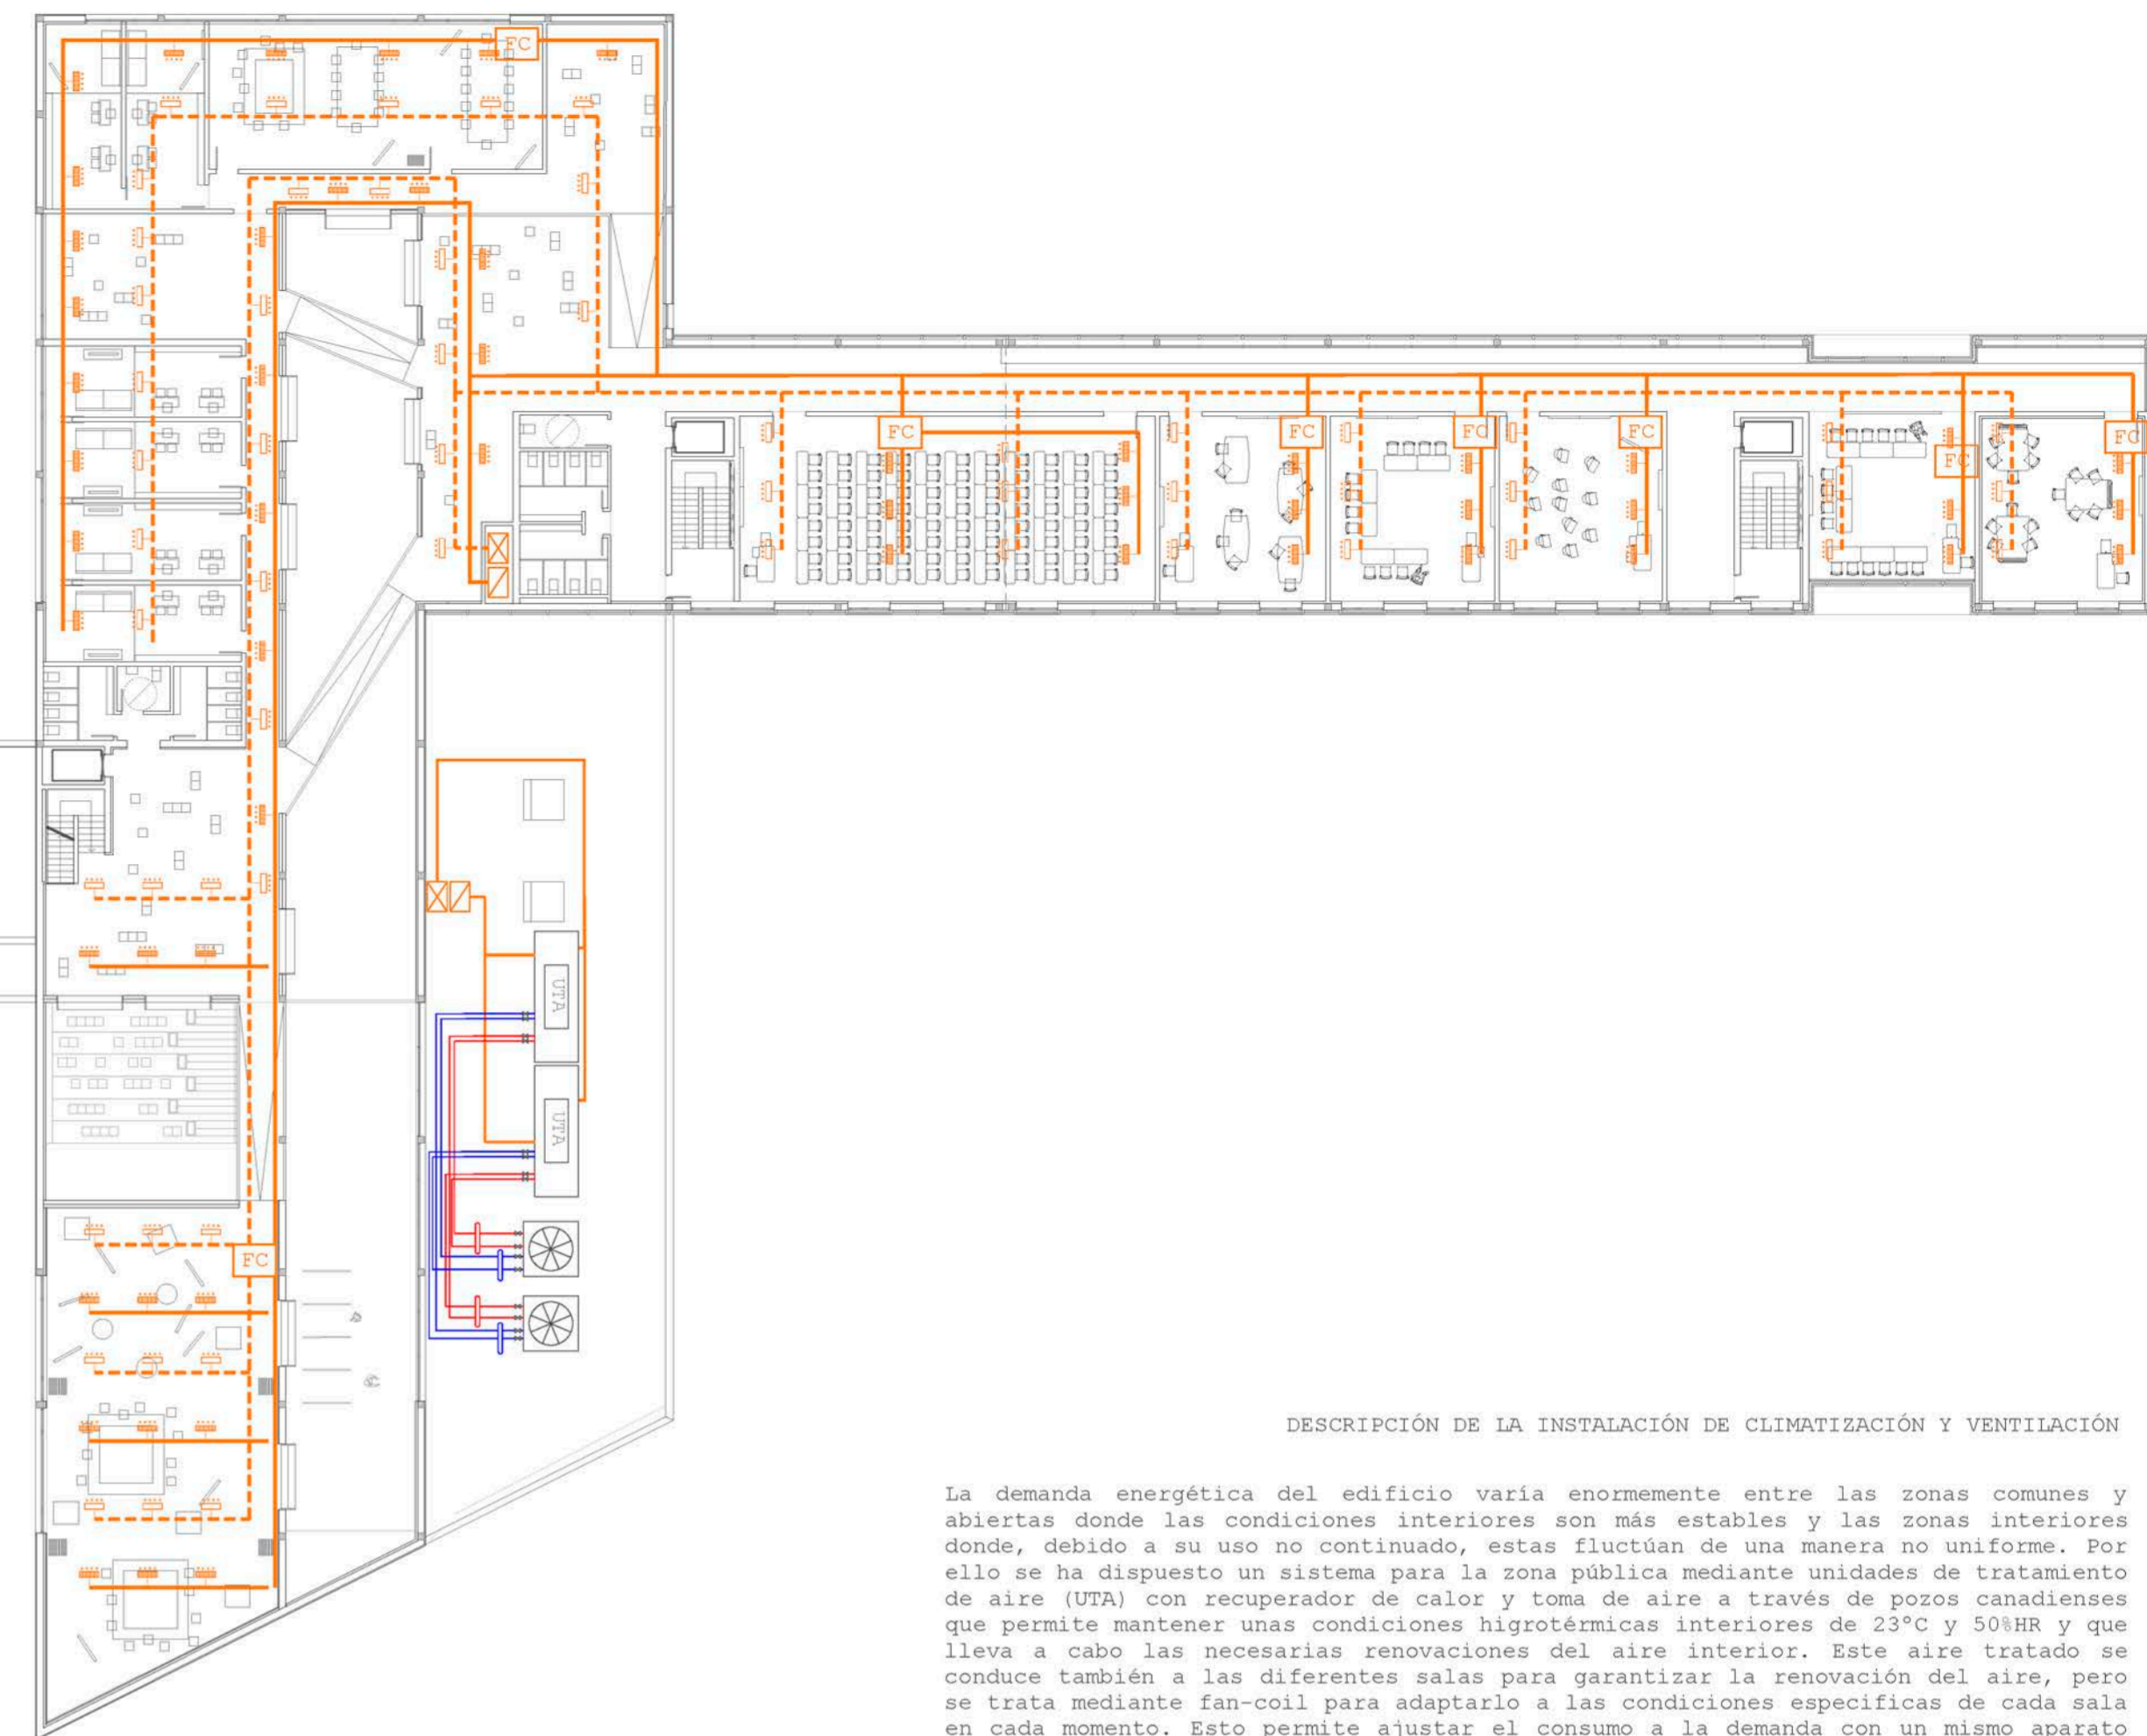 FC
FC
FC
FC
FC
FC
FC
UTA
UTA
FC
DESCRIPCIÓN DE LA INSTALACIÓN DE CLIMATIZACIÓN Y VENTILACIÓN
La demanda energética del edificio varía enormemente entre las zonas comunes y
abiertas donde las condiciones interiores son más estables y las zonas interiores
donde, debido a su uso no continuado, estas fluctúan de una manera no uniforme. Por
ello se ha dispuesto un sistema para la zona pública mediante unidades de tratamiento
de aire (UTA) con recuperador de calor y toma de aire a través de pozos canadienses
que permite mantener unas condiciones higrotérmicas interiores de 23°C y 50%HR y que
lleva a cabo las necesarias renovaciones del aire interior. Este aire tratado se
conduce también a las diferentes salas para garantizar la renovación del aire, pero
se trata mediante fan-coil para adaptarlo a las condiciones especificas de cada sala
en cada momento. Esto permite ajustar el consumo a la demanda con un mismo aparato